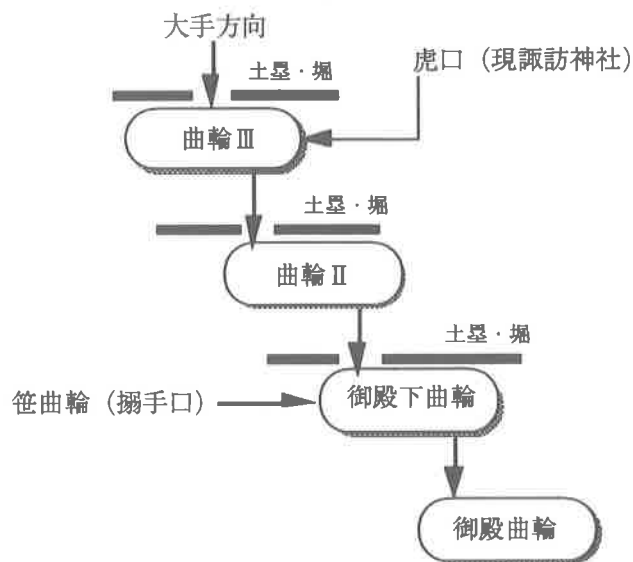 大手方向
虎口（現諏訪神社）
土塁・堀
曲輪Ⅲ
土塁・堀
曲輪Ⅱ
土塁・堀
笹曲輪（搦手口）
御殿下曲輪
御殿曲輪